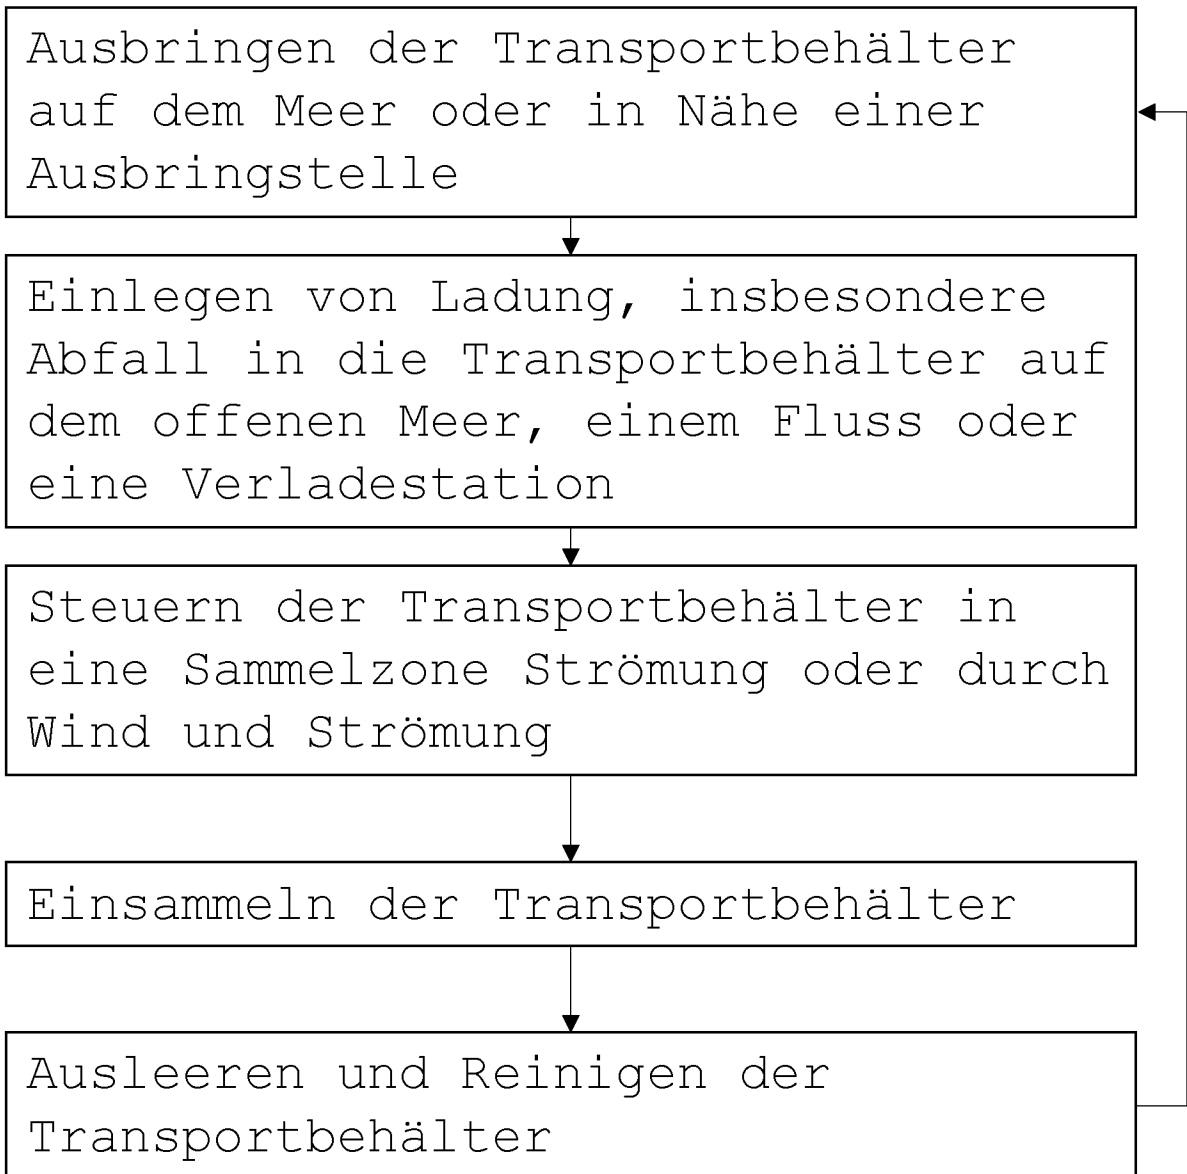 Ausbringen der Transportbehälter
auf dem Meer oder in Nähe einer
Ausbringstelle
Einlegen von Ladung, insbesondere
Abfall in die Transportbehälter auf
dem offenen Meer, einem Fluss oder
eine Verladestation
Steuern der Transportbehälter in
eine Sammelzone Strömung oder durch
Wind und Strömung
Einsammeln der Transportbehälter
Ausleeren und Reinigen der
Transportbehälter